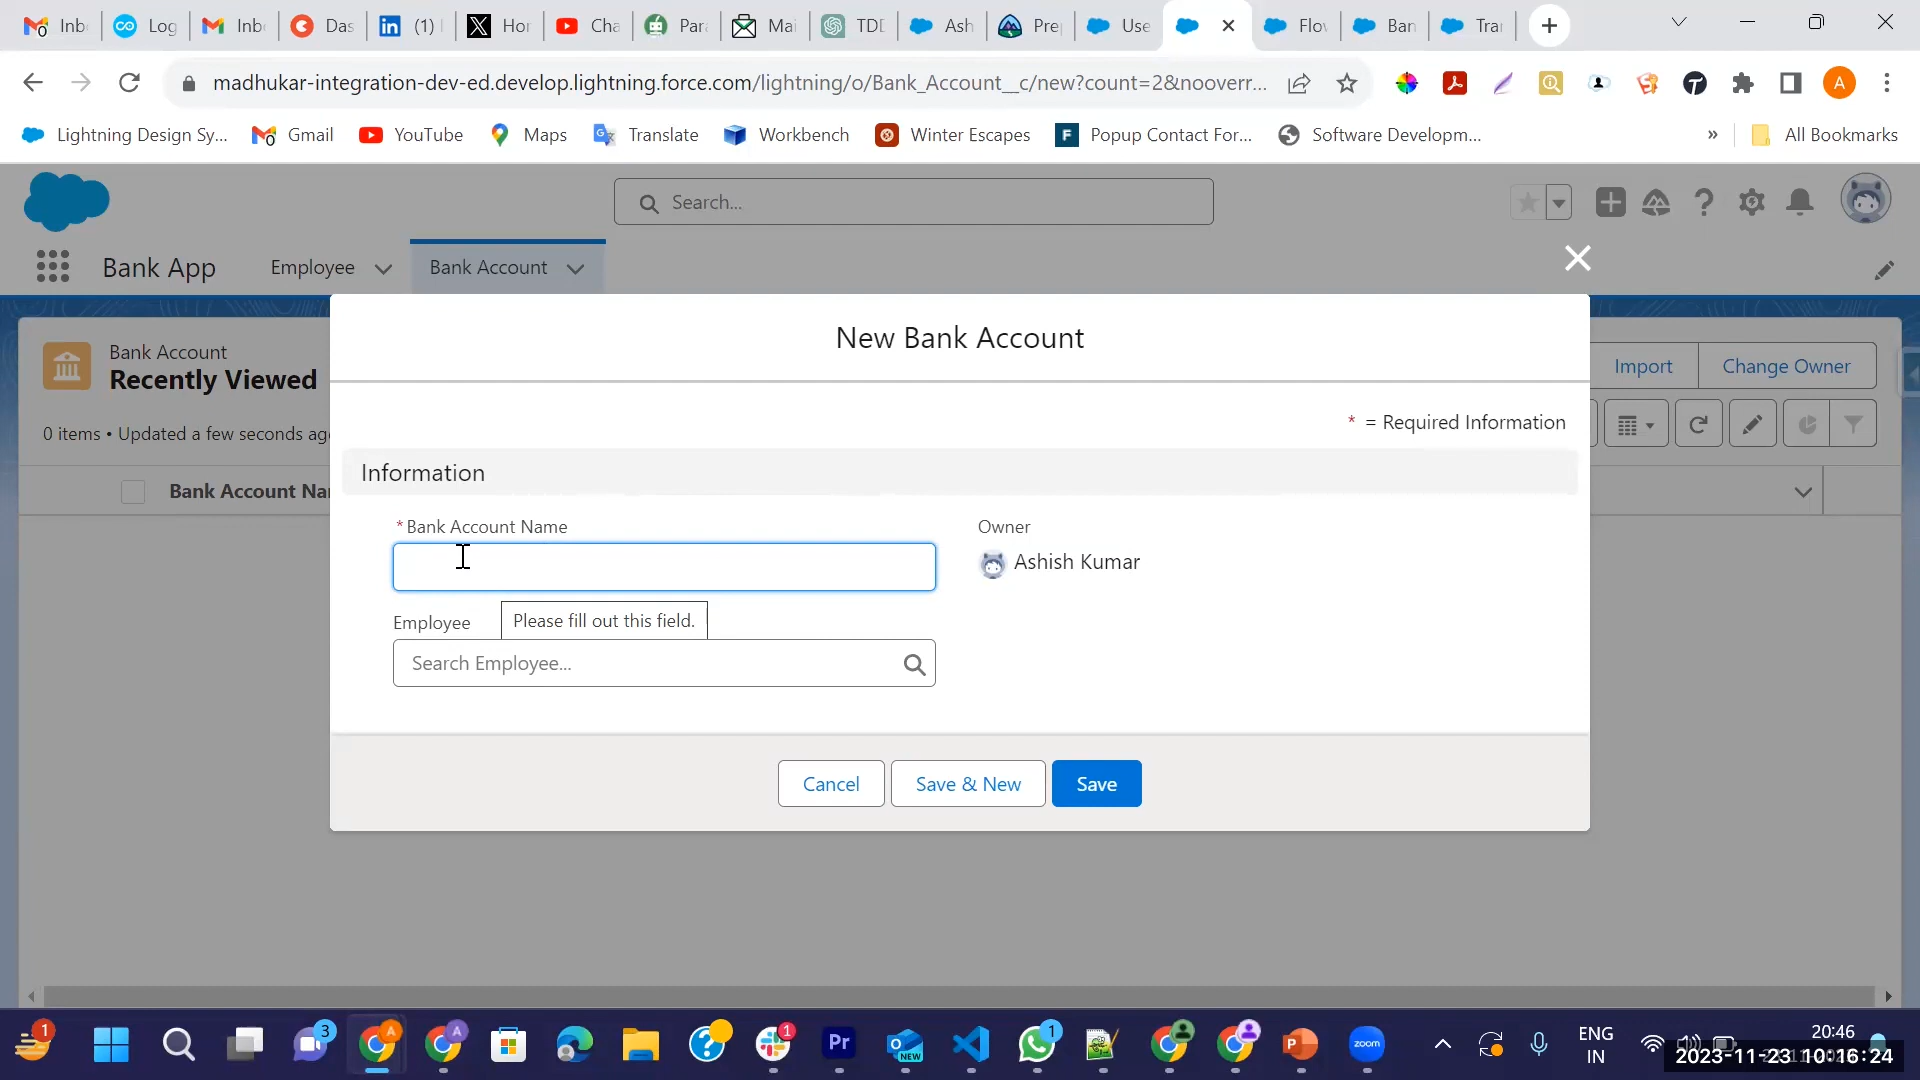 Inb
Log
Inb
Das
(1)
Hor
Cha
Para
Mai
TDD
Ash
Pre
Use
Flo
Ban
Tra
madhukar-integration-dev-ed.develop.lightning.force.com/lightning/o/Bank_Account__c/new?count=2&nooverr...
A
Lightning Design Sy...
Gmail
YouTube
Maps
Translate
Workbench
Winter Escapes
Popup Contact For...
Software Developm...
»
All Bookmarks
Search...
Bank App
Employee
Bank Account
New Bank Account
Bank Account
Recently Viewed
Import
Change Owner
* = Required Information
0 items • Updated a few seconds ago
Information
Bank Account Na
* Bank Account Name
Owner
Ashish Kumar
Employee
Please fill out this field.
Search Employee...
Cancel
Save & New
Save
ENG
IN
20:46
2023-11-23 10:16:24